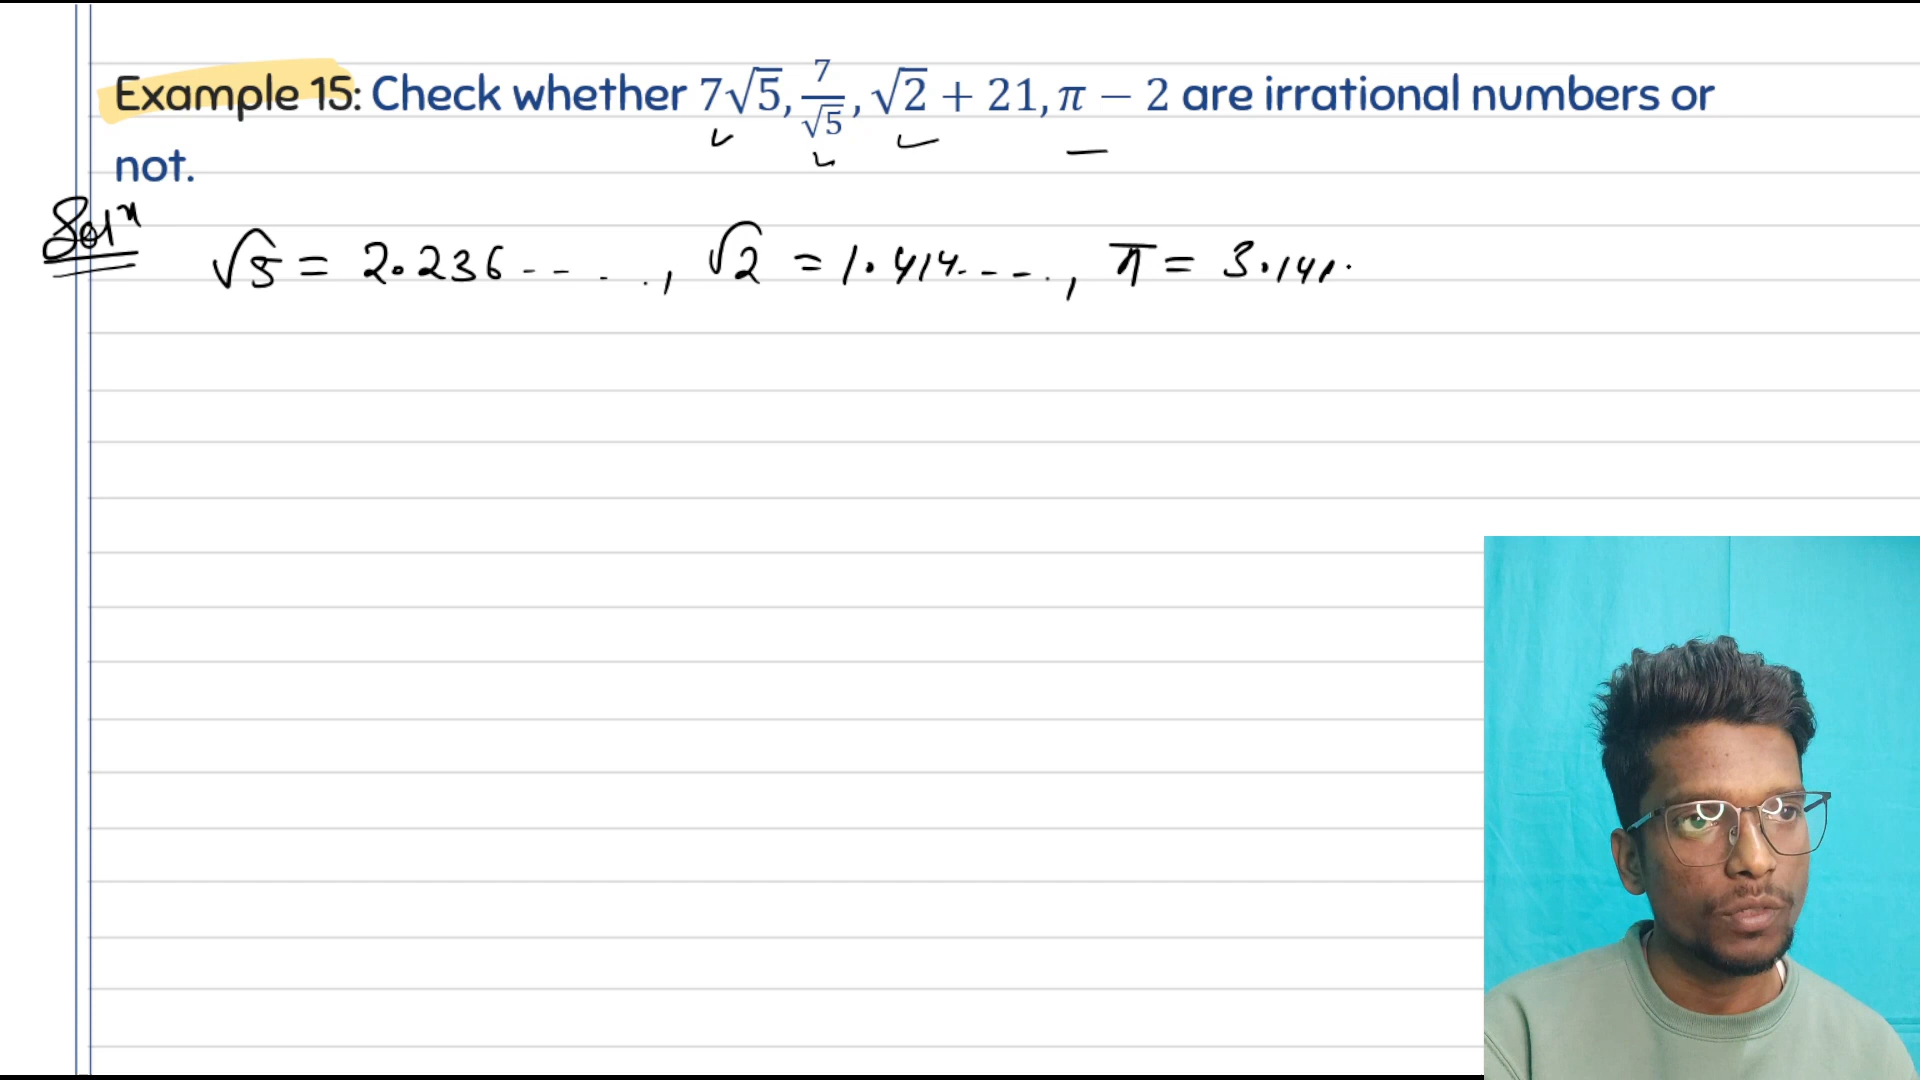 Example 15: Check whether 7√5, 7/√5, √2 + 21, π − 2 are irrational numbers or
not.
Solⁿ
√5 = 2.236-- . . ., √2 = 1.414.--- ., π = 3.141.